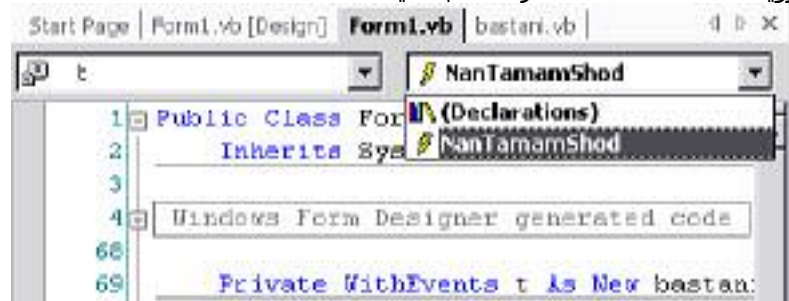 Start Page Form1.vb [Design] Form1.vb bastani.vb
t NanTamamShod
(Declarations)
NanTamamShod
1 Public Class For
2 Inherits Sys
3
4 Windows Form Designer generated code
68
69 Private WithEvents t As New bastan